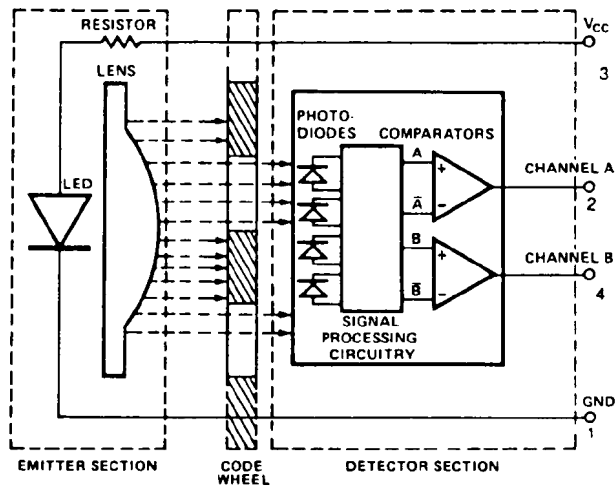 RESISTOR
VCC
3
LENS
PHOTO-
DIODES
COMPARATORS
A
+
CHANNEL A
2
LED
A̅
−
B
+
CHANNEL B
4
B̅
−
SIGNAL
PROCESSING
CIRCUITRY
GND
1
EMITTER SECTION
CODE
WHEEL
DETECTOR SECTION